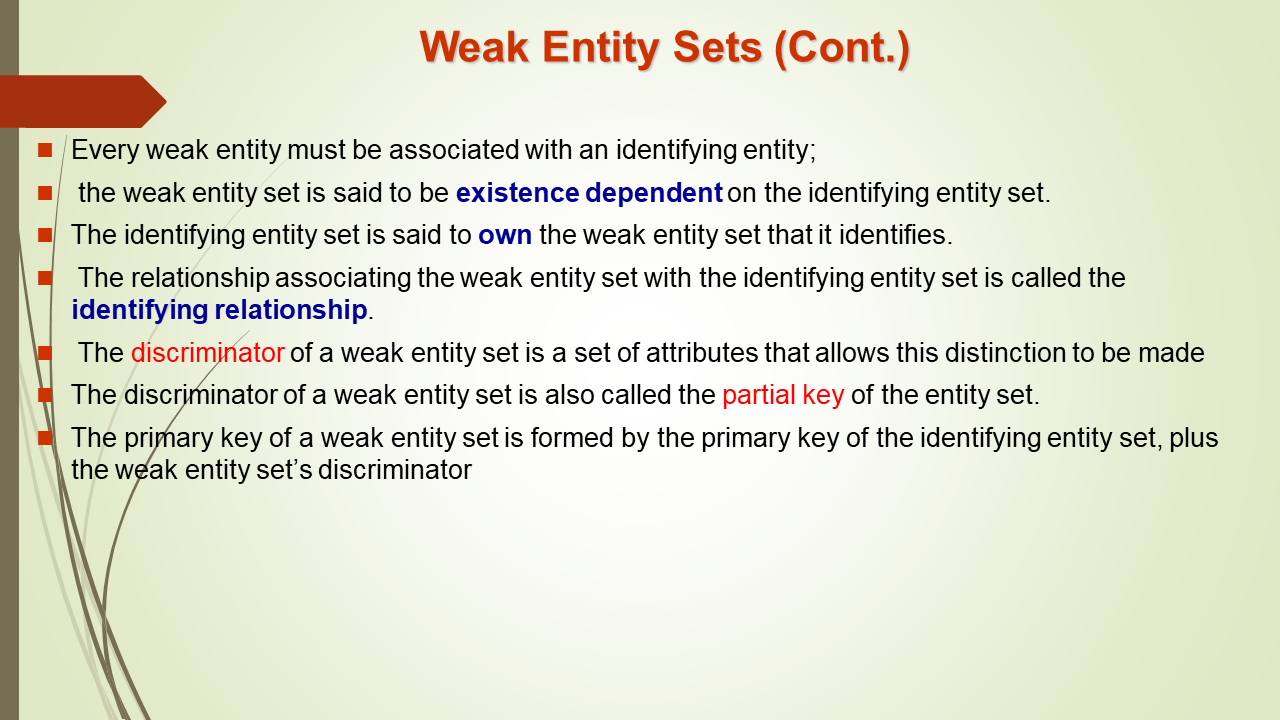 Weak Entity Sets (Cont.)
Every weak entity must be associated with an identifying entity;
the weak entity set is said to be existence dependent on the identifying entity set.
The identifying entity set is said to own the weak entity set that it identifies.
The relationship associating the weak entity set with the identifying entity set is called the
identifying relationship.
The discriminator of a weak entity set is a set of attributes that allows this distinction to be made
The discriminator of a weak entity set is also called the partial key of the entity set.
The primary key of a weak entity set is formed by the primary key of the identifying entity set, plus
the weak entity set’s discriminator